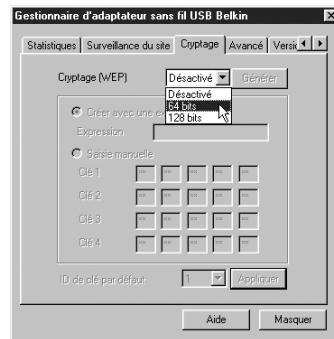 Gestionnaire d'adaptateur sans fil USB Belkin
Statistiques Surveillance du site Cryptage Avancé
Cryptage (WEP) Désactivé Générer
Désactivé
64 bits
128 bits
Créer avec une
Expression
Saisie manuelle
Clé 1
Clé 2
Clé 3
Clé 4
ID de clé par défaut 1 Appliquer
Aide Masquer